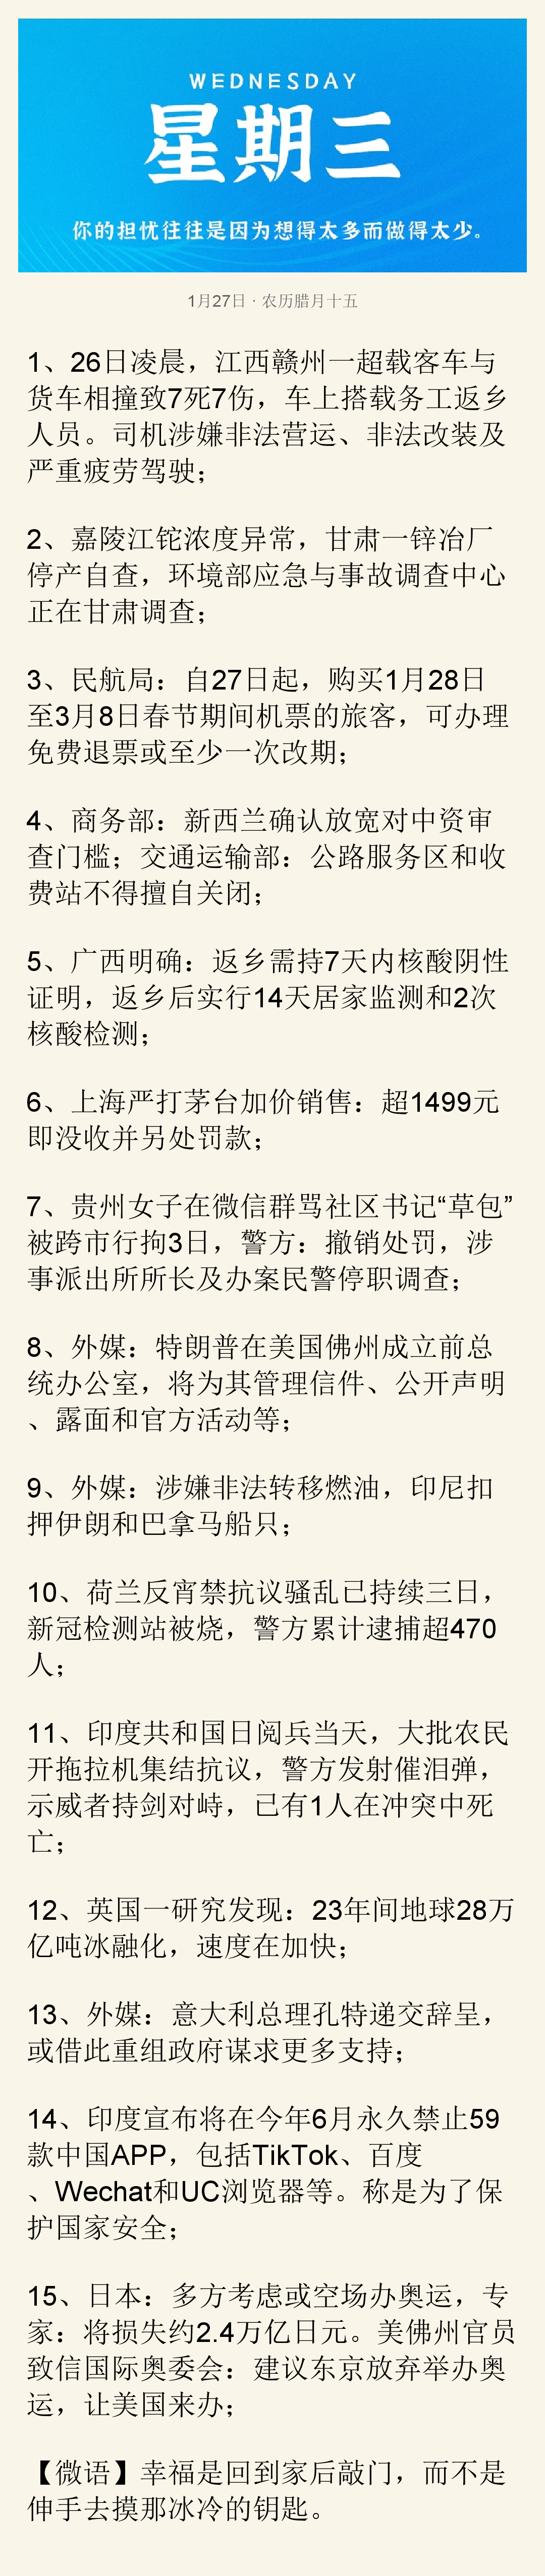 WEDNESDAY
星期三
你的担忧往往是因为想得太多而做得太少。
1月27日 · 农历腊月十五
1、26日凌晨，江西赣州一超载客车与
货车相撞致7死7伤，车上搭载务工返乡
人员。司机涉嫌非法营运、非法改装及
严重疲劳驾驶；
2、嘉陵江铊浓度异常，甘肃一锌冶厂
停产自查，环境部应急与事故调查中心
正在甘肃调查；
3、民航局：自27日起，购买1月28日
至3月8日春节期间机票的旅客，可办理
免费退票或至少一次改期；
4、商务部：新西兰确认放宽对中资审
查门槛；交通运输部：公路服务区和收
费站不得擅自关闭；
5、广西明确：返乡需持7天内核酸阴性
证明，返乡后实行14天居家监测和2次
核酸检测；
6、上海严打茅台加价销售：超1499元
即没收并另处罚款；
7、贵州女子在微信群骂社区书记“草包”
被跨市行拘3日，警方：撤销处罚，涉
事派出所所长及办案民警停职调查；
8、外媒：特朗普在美国佛州成立前总
统办公室，将为其管理信件、公开声明
、露面和官方活动等；
9、外媒：涉嫌非法转移燃油，印尼扣
押伊朗和巴拿马船只；
10、荷兰反宵禁抗议骚乱已持续三日，
新冠检测站被烧，警方累计逮捕超470
人；
11、印度共和国日阅兵当天，大批农民
开拖拉机集结抗议，警方发射催泪弹，
示威者持剑对峙，已有1人在冲突中死
亡；
12、英国一研究发现：23年间地球28万
亿吨冰融化，速度在加快；
13、外媒：意大利总理孔特递交辞呈，
或借此重组政府谋求更多支持；
14、印度宣布将在今年6月永久禁止59
款中国APP，包括TikTok、百度
、Wechat和UC浏览器等。称是为了保
护国家安全；
15、日本：多方考虑或空场办奥运，专
家：将损失约2.4万亿日元。美佛州官员
致信国际奥委会：建议东京放弃举办奥
运，让美国来办；
【微语】幸福是回到家后敲门，而不是
伸手去摸那冰冷的钥匙。